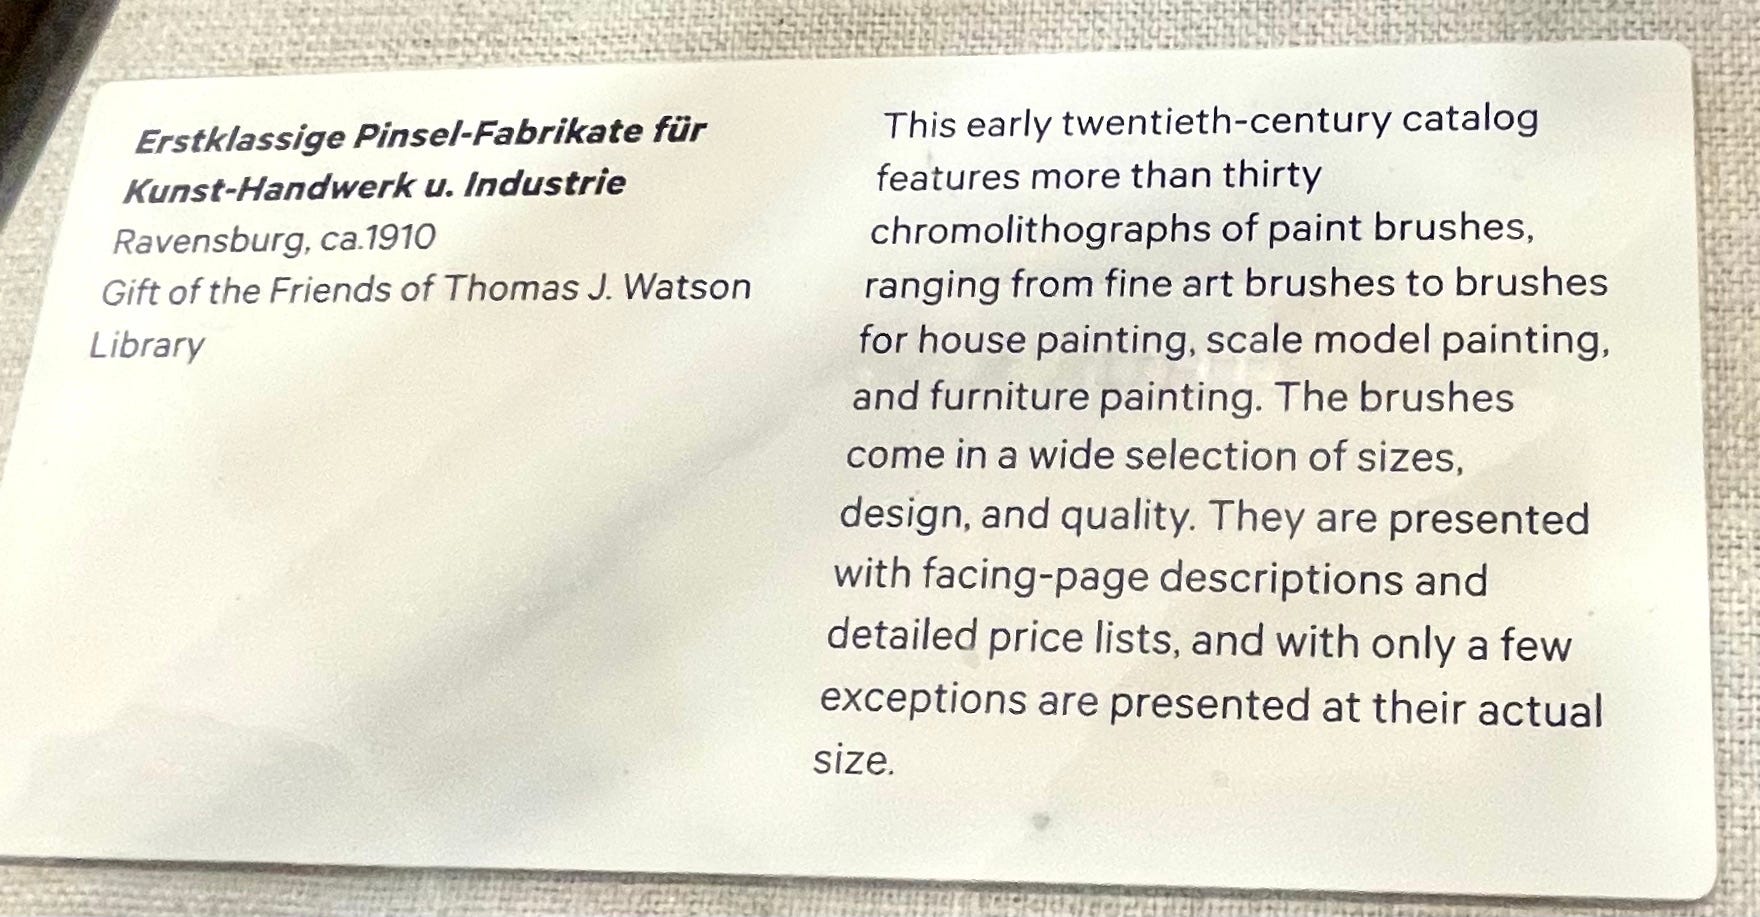 Erstklassige Pinsel-Fabrikate für
Kunst-Handwerk u. Industrie
Ravensburg, ca.1910
Gift of the Friends of Thomas J. Watson
Library
This early twentieth-century catalog
features more than thirty
chromolithographs of paint brushes,
ranging from fine art brushes to brushes
for house painting, scale model painting,
and furniture painting. The brushes
come in a wide selection of sizes,
design, and quality. They are presented
with facing-page descriptions and
detailed price lists, and with only a few
exceptions are presented at their actual
size.